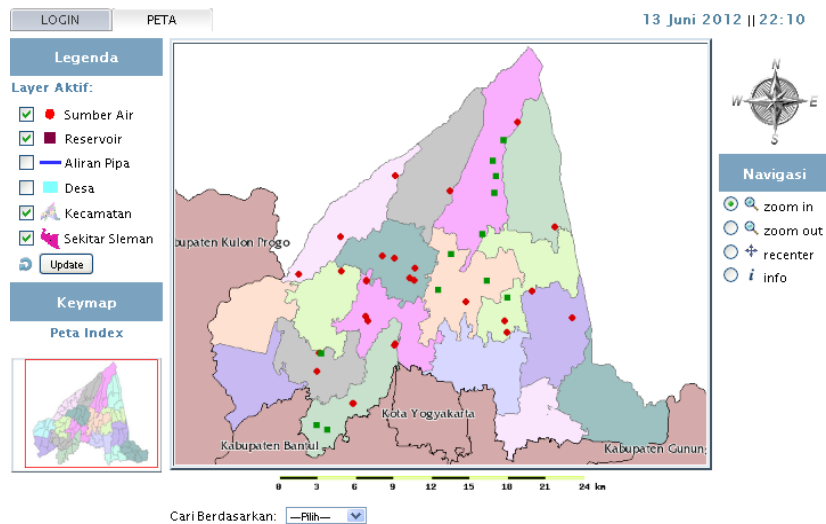 LOGIN
PETA
13 Juni 2012 || 22:10
Legenda
Layer Aktif:
Sumber Air
Reservoir
Aliran Pipa
Desa
Kecamatan
Sekitar Sleman
Update
Keymap
Peta Index
bupaten Kulon Progo
Kota Yogyakarta
Kabupaten Bantul
Kabupaten Gunung
N
W
E
S
Navigasi
zoom in
zoom out
recenter
i info
0 3 6 9 12 15 18 21 24 km
Cari Berdasarkan: —Pilih—